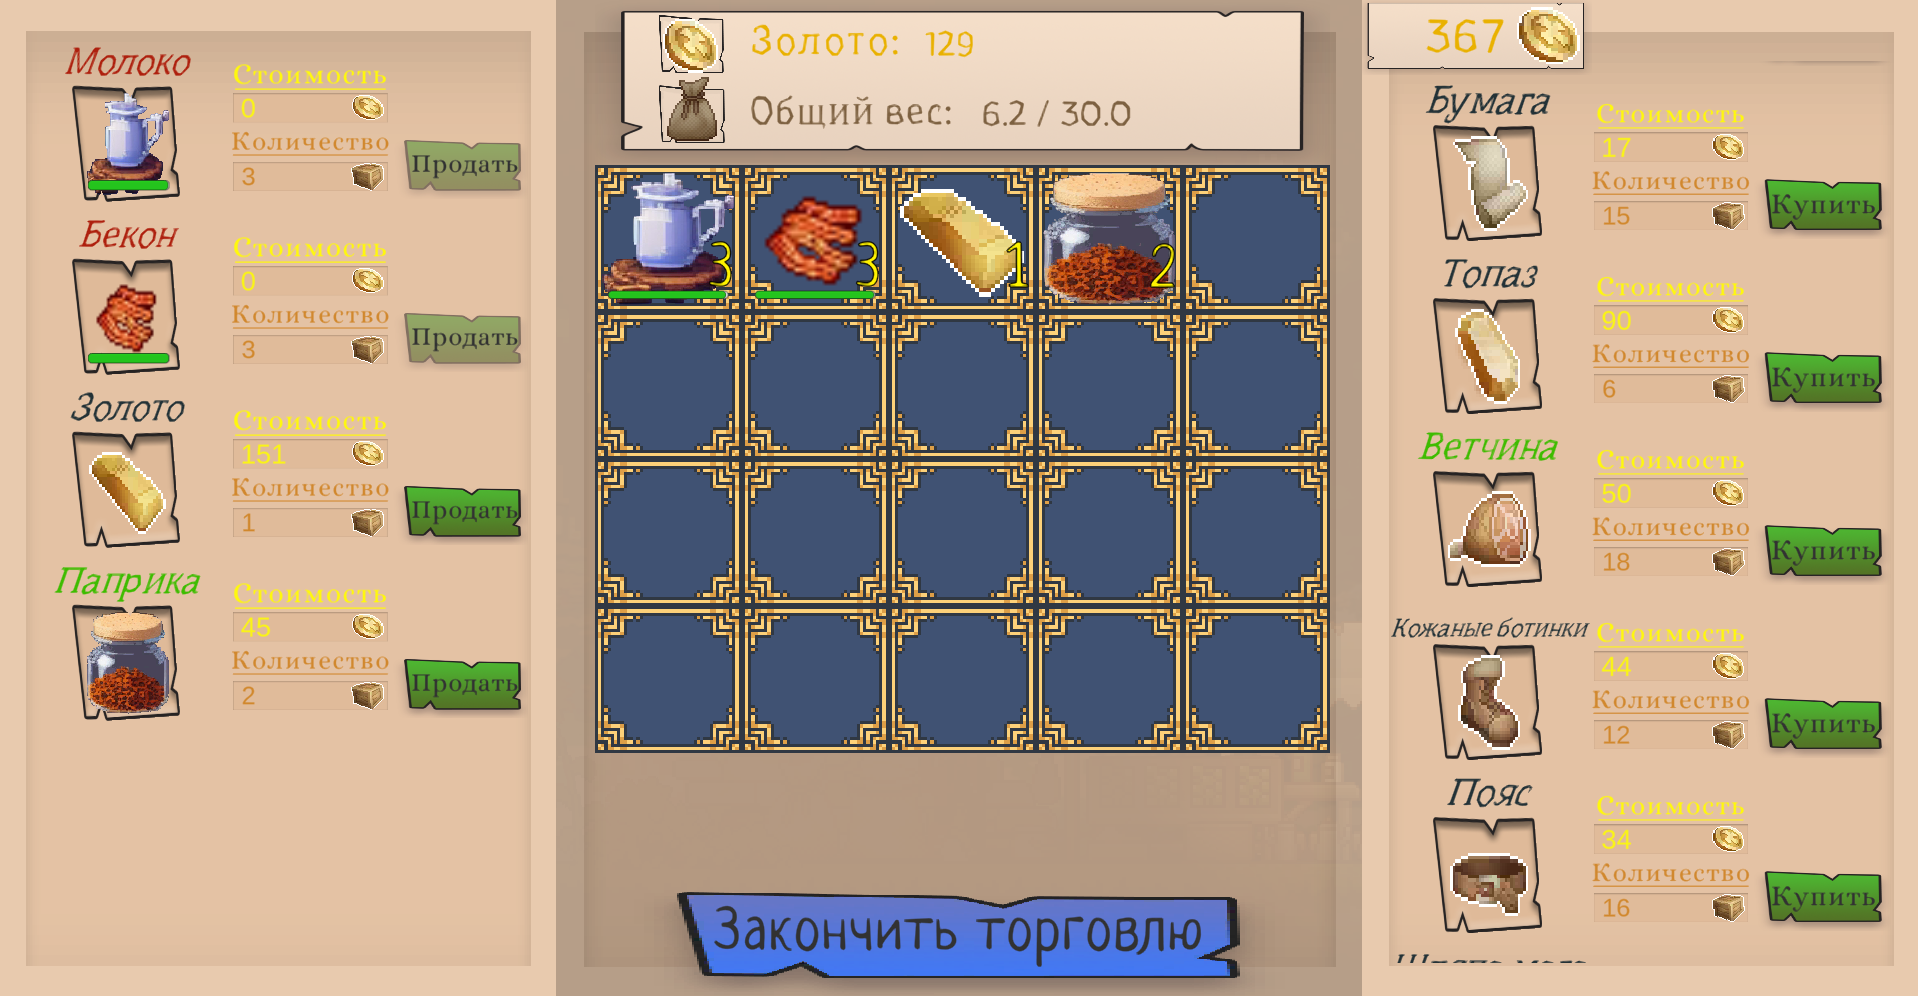 Молоко
Стоимость
0
Количество
3
Продать
Бекон
Стоимость
0
Количество
3
Продать
Золото
Стоимость
151
Количество
1
Продать
Паприка
Стоимость
45
Количество
2
Продать
Золото: 129
Общий вес: 6.2 / 30.0
3
3
1
2
Закончить торговлю
367
Бумага
Стоимость
17
Количество
15
Купить
Топаз
Стоимость
90
Количество
6
Купить
Ветчина
Стоимость
50
Количество
18
Купить
Кожаные ботинки
Стоимость
44
Количество
12
Купить
Пояс
Стоимость
34
Количество
16
Купить